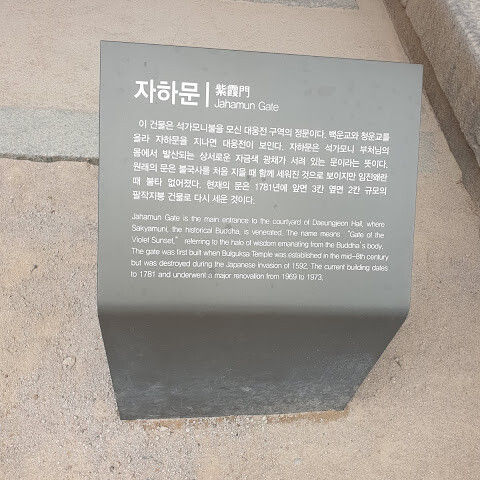 자하문 | 紫霞門
Jahamun Gate
이 건물은 석가모니불을 모신 대웅전 구역의 정문이다. 백운교와 청운교를
올라 자하문을 지나면 대웅전이 보인다. 자하문은 석가모니 부처님의
몸에서 발산되는 상서로운 자금색 광채가 서려 있는 문이라는 뜻이다.
원래의 문은 불국사를 처음 지을 때 함께 세워진 것으로 보이지만 임진왜란
때 불타 없어졌다. 현재의 문은 1781년에 앞면 3칸 옆면 2칸 규모의
팔작지붕 건물로 다시 세운 것이다.
Jahamun Gate is the main entrance to the courtyard of Daeungjeon Hall, where
Sakyamuni, the historical Buddha, is venerated. The name means “Gate of the
Violet Sunset,” referring to the halo of wisdom emanating from the Buddha's body.
The gate was first built when Bulguksa Temple was established in the mid-8th century
but was destroyed during the Japanese invasion of 1592. The current building dates
to 1781 and underwent a major renovation from 1969 to 1973.